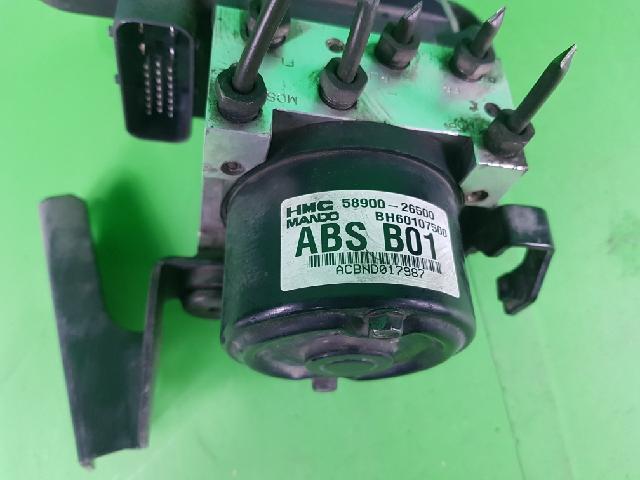 HMC 58900-26500
MANDO BH60107500
ABS B01
ACBND017987